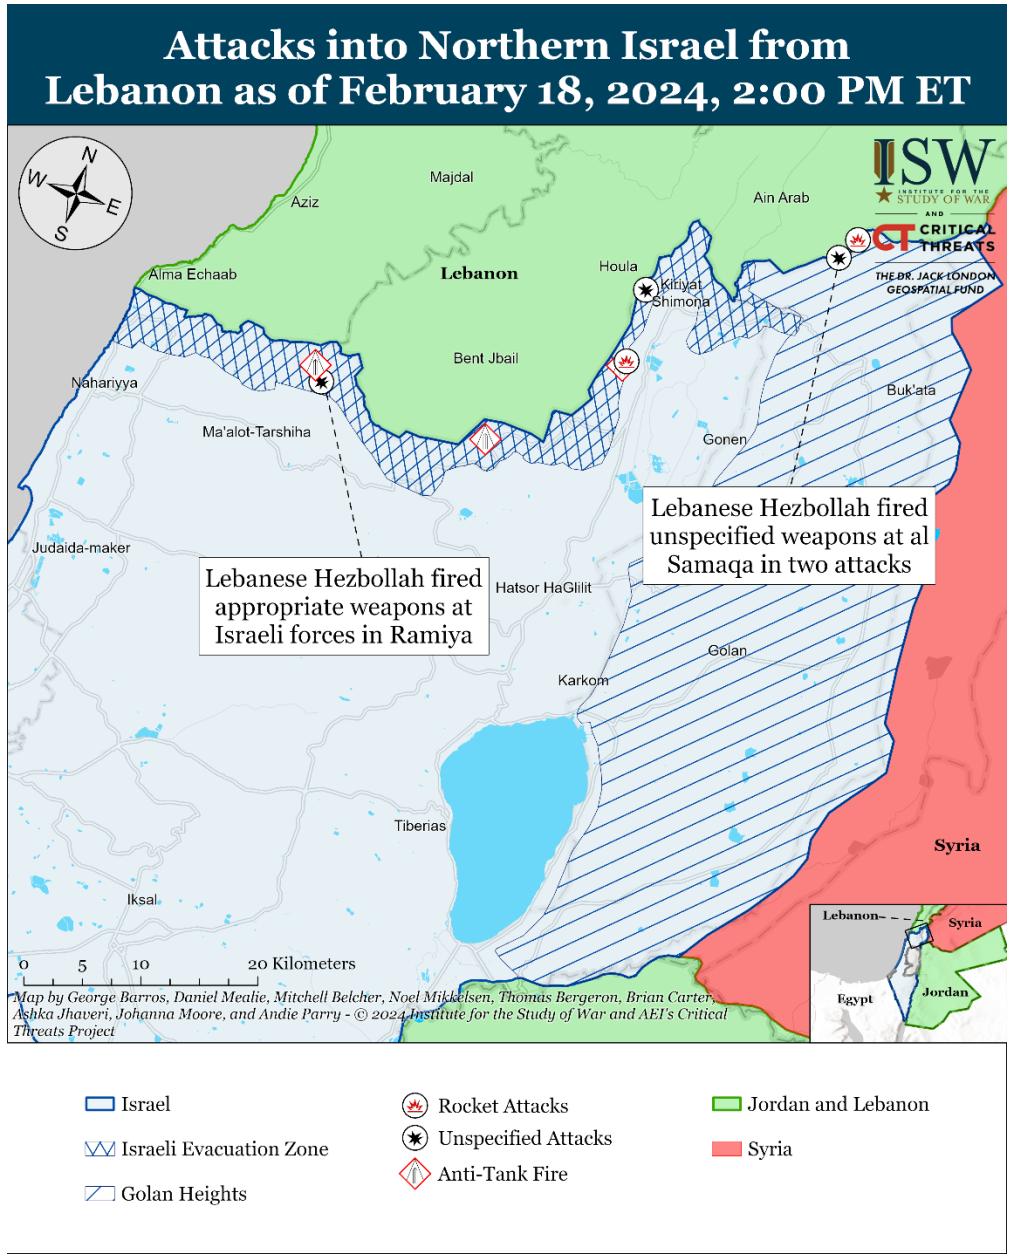 Attacks into Northern Israel from
Lebanon as of February 18, 2024, 2:00 PM ET
N
W
E
S
ISW
INSTITUTE FOR THE
STUDY OF WAR
AND
CT CRITICAL
THREATS
THE DR. JACK LONDON
GEOSPATIAL FUND
Majdal
Aziz
Ain Arab
Alma Echaab
Lebanon
Houla
Kiriyat
Shimona
Bent Jbail
Nahariyya
Buk'ata
Ma'alot-Tarshiha
Gonen
Lebanese Hezbollah fired
unspecified weapons at al
Samaqa in two attacks
Judaida-maker
Lebanese Hezbollah fired
appropriate weapons at
Israeli forces in Ramiya
Hatsor HaGlilit
Golan
Karkom
Tiberias
Syria
Iksal
Lebanon
Syria
Egypt
Jordan
0 5 10 20 Kilometers
Map by George Barros, Daniel Mealie, Mitchell Belcher, Noel Mikkelsen, Thomas Bergeron, Brian Carter,
Ashka Jhaveri, Johanna Moore, and Andie Parry - © 2024 Institute for the Study of War and AEI's Critical
Threats Project
Israel
Israeli Evacuation Zone
Golan Heights
Rocket Attacks
Unspecified Attacks
Anti-Tank Fire
Jordan and Lebanon
Syria